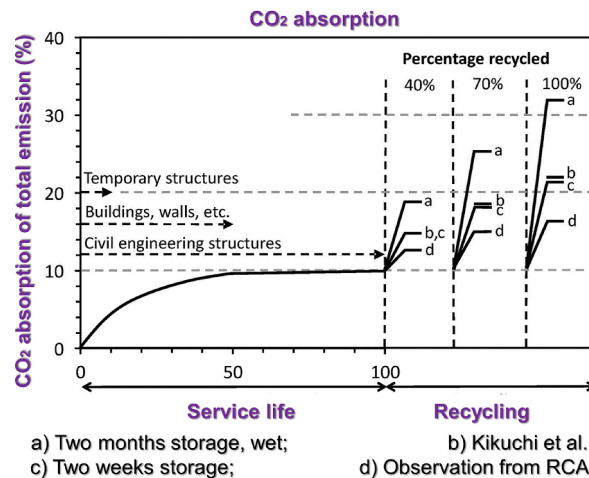 CO₂ absorption
CO₂ absorption of total emission (%)
40
30
20
10
0
Percentage recycled
40% 70% 100%
Temporary structures
Buildings, walls, etc.
Civil engineering structures
a
b,c
d
a
b
c
d
a
b
c
d
0 50 100
Service life Recycling
a) Two months storage, wet; b) Kikuchi et al.
c) Two weeks storage; d) Observation from RCA